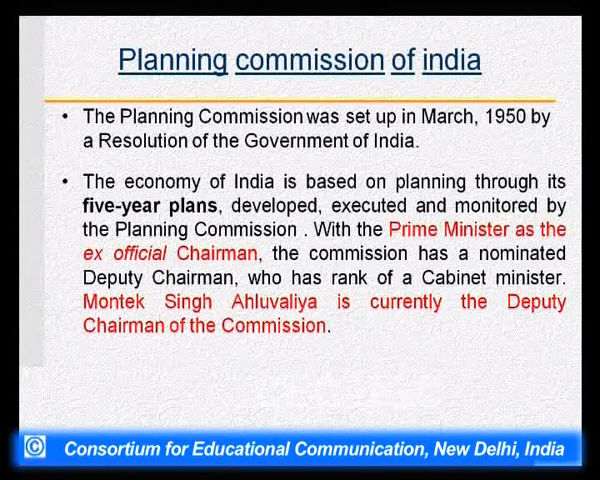 Planning commission of india
• The Planning Commission was set up in March, 1950 by
a Resolution of the Government of India.
• The economy of India is based on planning through its
five-year plans, developed, executed and monitored by
the Planning Commission . With the Prime Minister as the
ex official Chairman, the commission has a nominated
Deputy Chairman, who has rank of a Cabinet minister.
Montek Singh Ahluvaliya is currently the Deputy
Chairman of the Commission.
© Consortium for Educational Communication, New Delhi, India